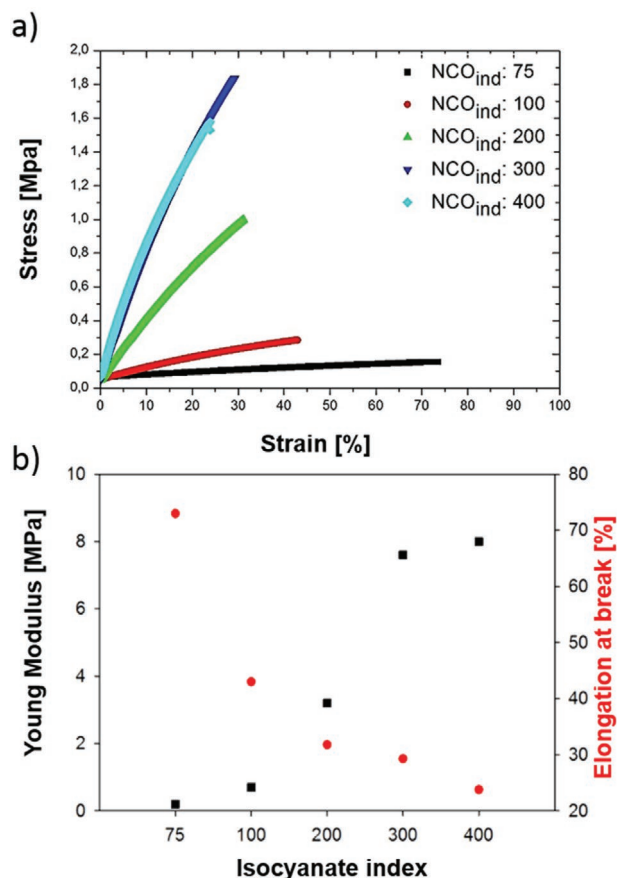 a)
2,0
1,8
1,6
1,4
1,2
1,0
0,8
0,6
0,4
0,2
0,0
Stress [Mpa]
NCOind: 75
NCOind: 100
NCOind: 200
NCOind: 300
NCOind: 400
0 10 20 30 40 50 60 70 80 90 100
Strain [%]
b)
10
8
6
4
2
0
Young Modulus [MPa]
80
70
60
50
40
30
20
Elongation at break [%]
75 100 200 300 400
Isocyanate index